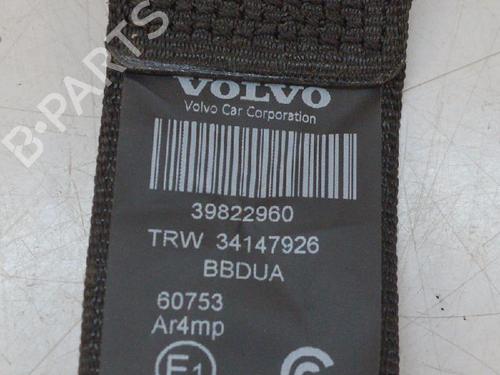 VOLVO
Volvo Car Corporation
39822960
TRW 34147926
BBDUA
60753
Ar4mp
E1
B-PARTS